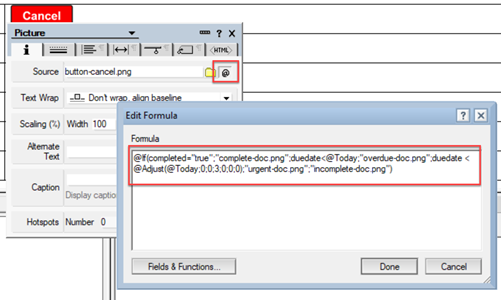 Cancel
Picture
? X
i
<HTML>
Source button-cancel.png @
Text Wrap Don't wrap, align baseline
Scaling (%) Width 100
Alternate
Text
Caption
Display captio
Hotspots Number 0
Edit Formula
? X
Formula
@If(completed="true";"complete-doc.png";duedate<@Today;"overdue-doc.png";duedate <
@Adjust(@Today;0;0;3;0;0;0);"urgent-doc.png";"incomplete-doc.png")
Fields & Functions... Done Cancel